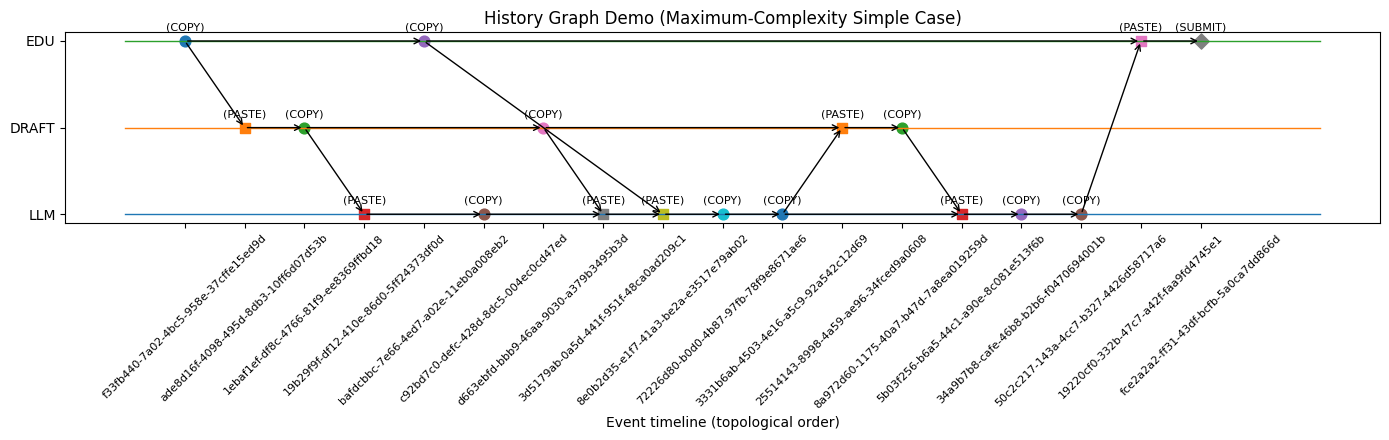 History Graph Demo (Maximum-Complexity Simple Case)
(COPY) (COPY) (PASTE) (SUBMIT)
EDU
(PASTE) (COPY) (COPY) (PASTE) (COPY)
DRAFT
(PASTE) (COPY) (PASTE) (PASTE) (COPY) (COPY) (PASTE) (COPY) (COPY)
LLM
f33fb440-7a02-4bc5-958e-37cffe15ed9d
ade8d16f-4098-495d-8db3-10ff6d07d53b
1ebaf1ef-df8c-4766-81f9-ee8369ffbd18
19b29f9f-df12-410e-86d0-5ff24373df0d
bafdcbbc-7e66-4ed7-a02e-11eb0a008eb2
c92bd7c0-defc-428d-8dc5-004ec0cd47ed
d663ebfd-bbb9-46aa-9030-a379b3495b3d
3d5179ab-0a5d-441f-951f-48ca0ad209c1
8e0b2d35-e1f7-41a3-be2a-e3517e79ab02
72226d80-b0d0-4b87-97fb-78f9e8671ae6
3331b6ab-4503-4e16-a5c9-92a542c12d69
25514143-8998-4a59-ae96-34fced9a0608
8a972d60-1175-40a7-b47d-7a8ea019259d
5b03f256-b6a5-44c1-a90e-8c081e513f6b
34a9b7b8-cafe-46b8-b2b6-f0470694001b
50c2c217-143a-4cc7-b327-4426d58717a6
19220cf0-332b-47c7-a42f-faa9fd4745e1
fce2a2a2-ff31-43df-bcfb-5a0ca7dd866d
Event timeline (topological order)